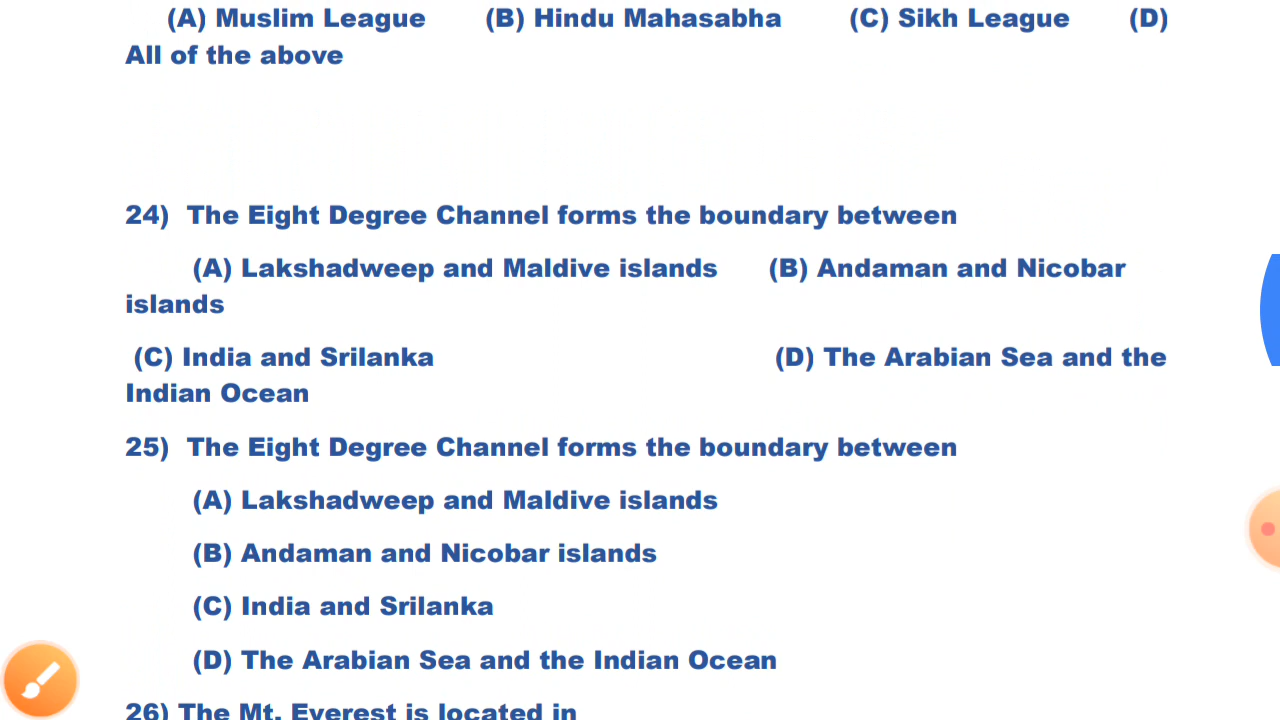 (A) Muslim League (B) Hindu Mahasabha (C) Sikh League (D)
All of the above
24) The Eight Degree Channel forms the boundary between
(A) Lakshadweep and Maldive islands (B) Andaman and Nicobar
islands
(C) India and Srilanka (D) The Arabian Sea and the
Indian Ocean
25) The Eight Degree Channel forms the boundary between
(A) Lakshadweep and Maldive islands
(B) Andaman and Nicobar islands
(C) India and Srilanka
(D) The Arabian Sea and the Indian Ocean
26) The Mt. Everest is located in